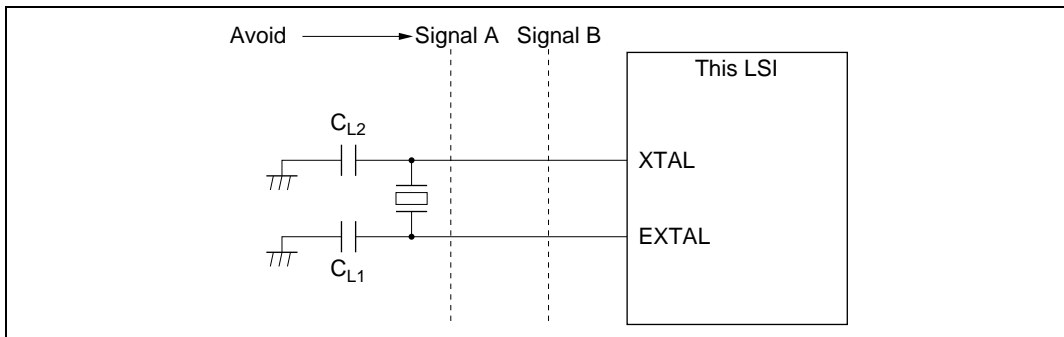 Avoid Signal A Signal B
This LSI
CL2
XTAL
EXTAL
CL1